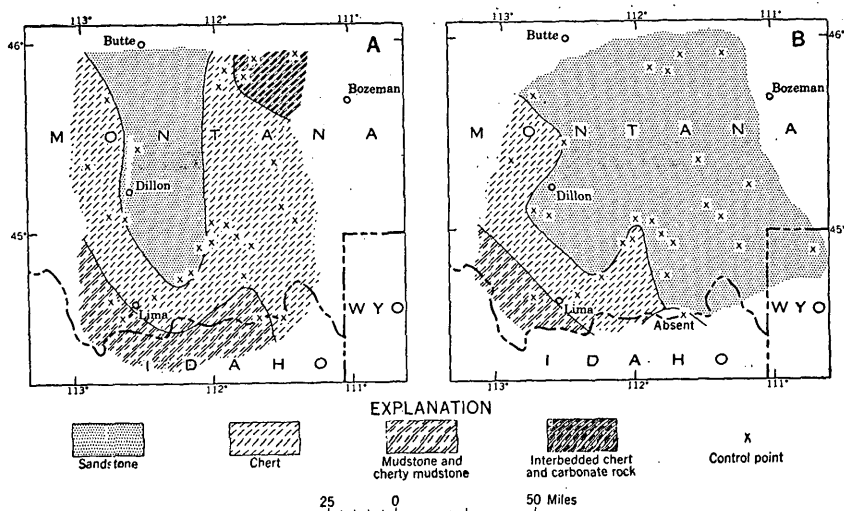 113° 112° 111°
46°
Butte
A
Bozeman
M O N T A N A
Dillon
45°
Lima
WYO
I D A H O
113° 112° 111°
113° 112° 111°
46°
Butte
B
Bozeman
M O N T A N A
Dillon
45°
45°
Lima
Absent
WYO
I D A H O
113° 112° 111°
EXPLANATION
Sandstone
Chert
Mudstone and
cherty mudstone
Interbedded chert
and carbonate rock
x
Control point
25 0 50 Miles